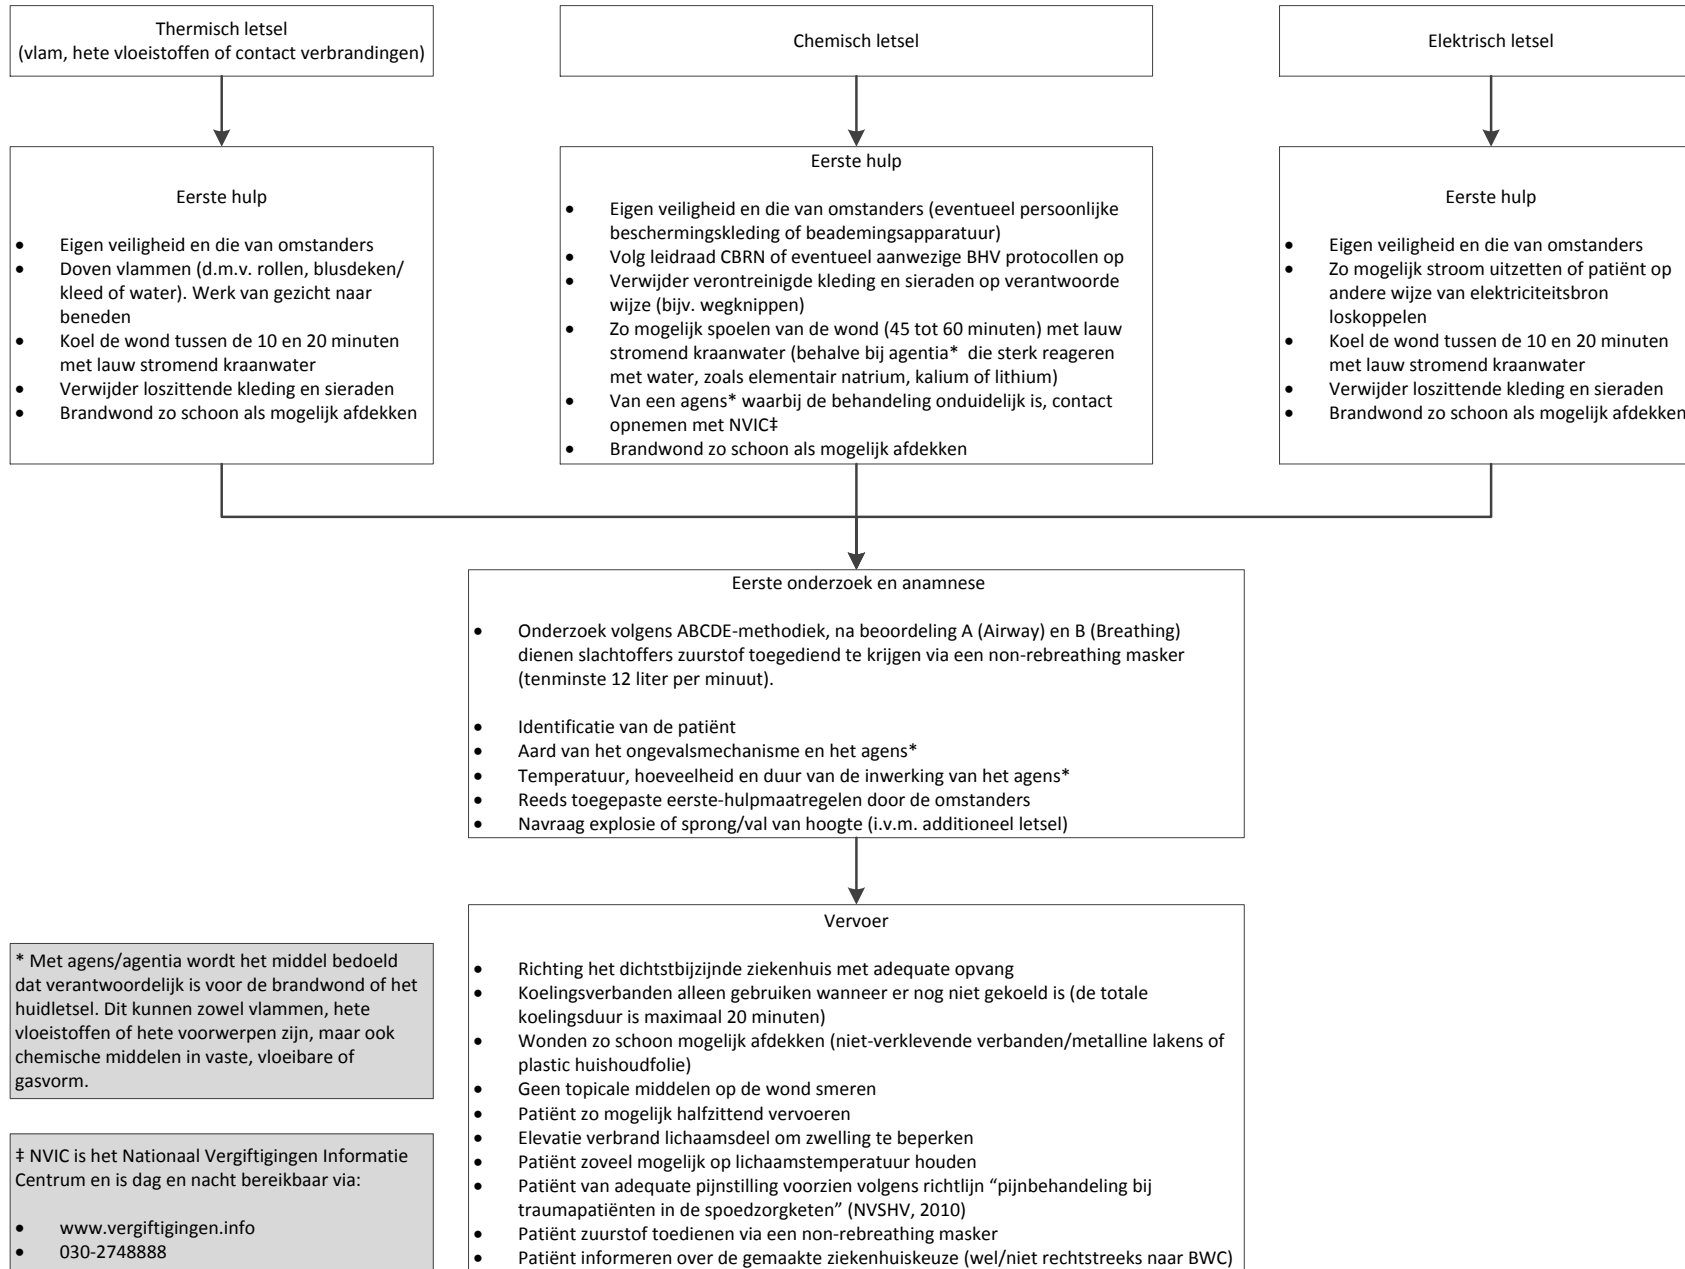 Thermisch letsel
(vlam, hete vloeistoffen of contact verbrandingen)
Chemisch letsel
Elektrisch letsel
Eerste hulp
• Eigen veiligheid en die van omstanders
• Doven vlammen (d.m.v. rollen, blusdeken/
kleed of water). Werk van gezicht naar
beneden
• Koel de wond tussen de 10 en 20 minuten
met lauw stromend kraanwater
• Verwijder loszittende kleding en sieraden
• Brandwond zo schoon als mogelijk afdekken
Eerste hulp
• Eigen veiligheid en die van omstanders (eventueel persoonlijke
beschermingskleding of beademingsapparatuur)
• Volg leidraad CBRN of eventueel aanwezige BHV protocollen op
• Verwijder verontreinigde kleding en sieraden op verantwoorde
wijze (bijv. wegknippen)
• Zo mogelijk spoelen van de wond (45 tot 60 minuten) met lauw
stromend kraanwater (behalve bij agentia* die sterk reageren
met water, zoals elementair natrium, kalium of lithium)
• Van een agens* waarbij de behandeling onduidelijk is, contact
opnemen met NVIC‡
• Brandwond zo schoon als mogelijk afdekken
Eerste hulp
• Eigen veiligheid en die van omstanders
• Zo mogelijk stroom uitzetten of patiënt op
andere wijze van elektriciteitsbron
loskoppelen
• Koel de wond tussen de 10 en 20 minuten
met lauw stromend kraanwater
• Verwijder loszittende kleding en sieraden
• Brandwond zo schoon als mogelijk afdekken
Eerste onderzoek en anamnese
• Onderzoek volgens ABCDE-methodiek, na beoordeling A (Airway) en B (Breathing)
dienen slachtoffers zuurstof toegediend te krijgen via een non-rebreathing masker
(tenminste 12 liter per minuut).
• Identificatie van de patiënt
• Aard van het ongevalsmechanisme en het agens*
• Temperatuur, hoeveelheid en duur van de inwerking van het agens*
• Reeds toegepaste eerste-hulpmaatregelen door de omstanders
• Navraag explosie of sprong/val van hoogte (i.v.m. additioneel letsel)
Vervoer
• Richting het dichtstbijzijnde ziekenhuis met adequate opvang
• Koelingsverbanden alleen gebruiken wanneer er nog niet gekoeld is (de totale
koelingsduur is maximaal 20 minuten)
• Wonden zo schoon mogelijk afdekken (niet-verklevende verbanden/metalline lakens of
plastic huishoudfolie)
• Geen topicale middelen op de wond smeren
• Patiënt zo mogelijk halfzittend vervoeren
• Elevatie verbrand lichaamsdeel om zwelling te beperken
• Patiënt zoveel mogelijk op lichaamstemperatuur houden
• Patiënt van adequate pijnstilling voorzien volgens richtlijn “pijnbehandeling bij
traumapatiënten in de spoedzorgketen” (NVSHV, 2010)
• Patiënt zuurstof toedienen via een non-rebreathing masker
• Patiënt informeren over de gemaakte ziekenhuiskeuze (wel/niet rechtstreeks naar BWC)
* Met agens/agentia wordt het middel bedoeld
dat verantwoordelijk is voor de brandwond of het
huidletsel. Dit kunnen zowel vlammen, hete
vloeistoffen of hete voorwerpen zijn, maar ook
chemische middelen in vaste, vloeibare of
gasvorm.
‡ NVIC is het Nationaal Vergiftigingen Informatie
Centrum en is dag en nacht bereikbaar via:
• www.vergiftigingen.info
• 030-2748888